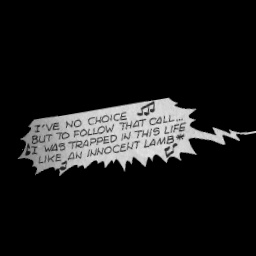 I'VE NO CHOICE
BUT TO FOLLOW THAT CALL...
I WAS TRAPPED IN THIS LIFE
LIKE AN INNOCENT LAMB*